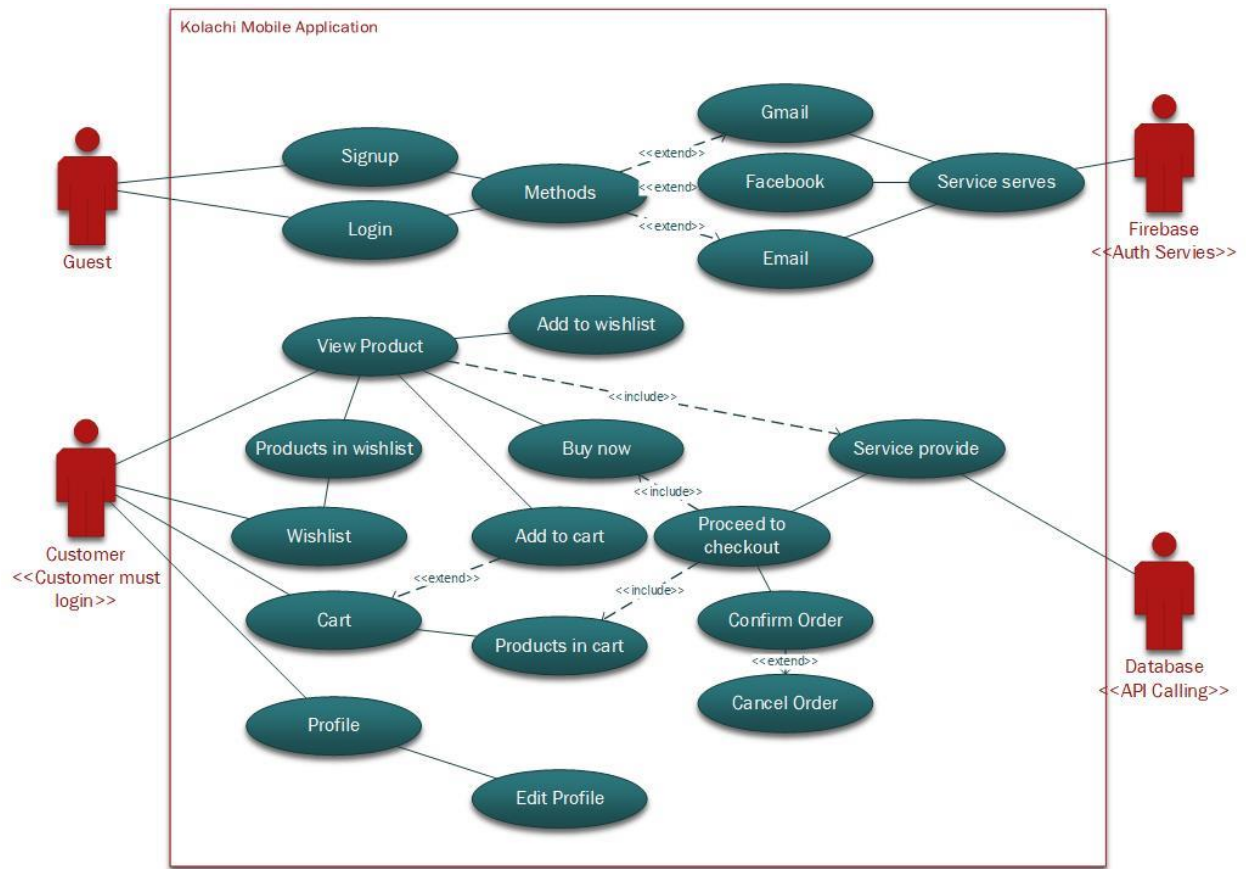 Kolachi Mobile Application
Gmail
<<extend>>
Signup
Methods
<<extend>>
Facebook
Service serves
Login
<<extend>>
Email
Guest
Firebase
<<Auth Servies>>
Add to wishlist
View Product
<<include>>
Products in wishlist
Buy now
Service provide
<<include>>
Wishlist
Add to cart
Proceed to
checkout
Customer
<<Customer must
login>>
<<extend>>
<<include>>
Cart
Products in cart
Confirm Order
<<extend>>
Cancel Order
Database
<<API Calling>>
Profile
Edit Profile